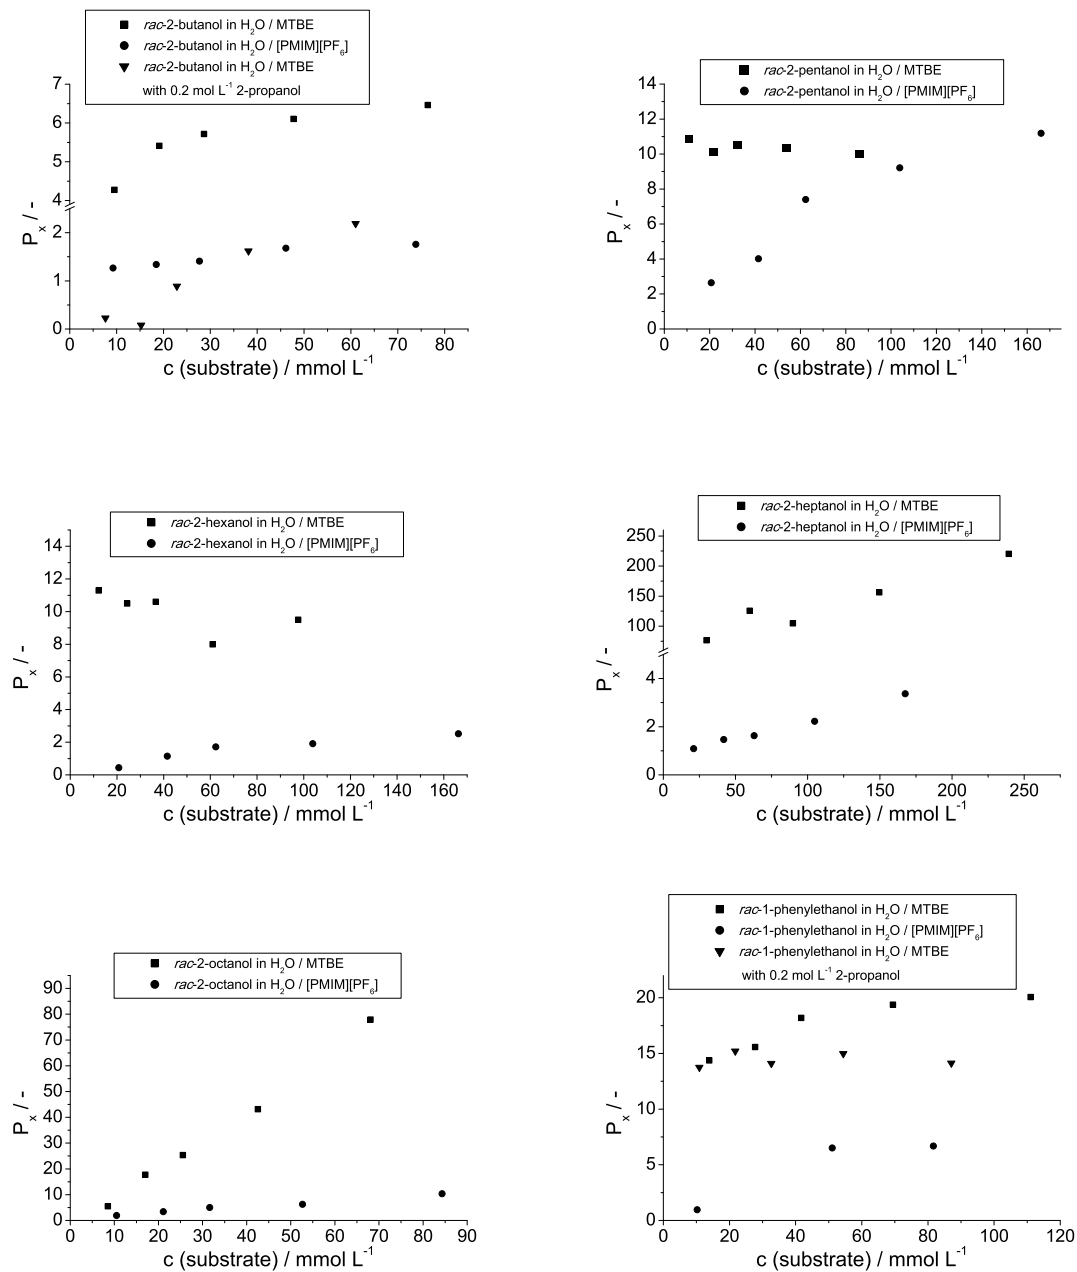 rac-2-butanol in H2O / MTBE
rac-2-butanol in H2O / [PMIM][PF6]
rac-2-butanol in H2O / MTBE
with 0.2 mol L-1 2-propanol
7
6
5
4
2
1
0
Px / -
0 10 20 30 40 50 60 70 80
c (substrate) / mmol L-1
rac-2-pentanol in H2O / MTBE
rac-2-pentanol in H2O / [PMIM][PF6]
14
12
10
8
6
4
2
0
Px / -
0 20 40 60 80 100 120 140 160
c (substrate) / mmol L-1
rac-2-hexanol in H2O / MTBE
rac-2-hexanol in H2O / [PMIM][PF6]
14
12
10
8
6
4
2
0
Px / -
0 20 40 60 80 100 120 140 160
c (substrate) / mmol L-1
rac-2-heptanol in H2O / MTBE
rac-2-heptanol in H2O / [PMIM][PF6]
250
200
150
100
4
2
0
Px / -
0 50 100 150 200 250
c (substrate) / mmol L-1
rac-2-octanol in H2O / MTBE
rac-2-octanol in H2O / [PMIM][PF6]
90
80
70
60
50
40
30
20
10
0
Px / -
0 10 20 30 40 50 60 70 80 90
c (substrate) / mmol L-1
rac-1-phenylethanol in H2O / MTBE
rac-1-phenylethanol in H2O / [PMIM][PF6]
rac-1-phenylethanol in H2O / MTBE
with 0.2 mol L-1 2-propanol
20
15
10
5
0
Px / -
0 20 40 60 80 100 120
c (substrate) / mmol L-1